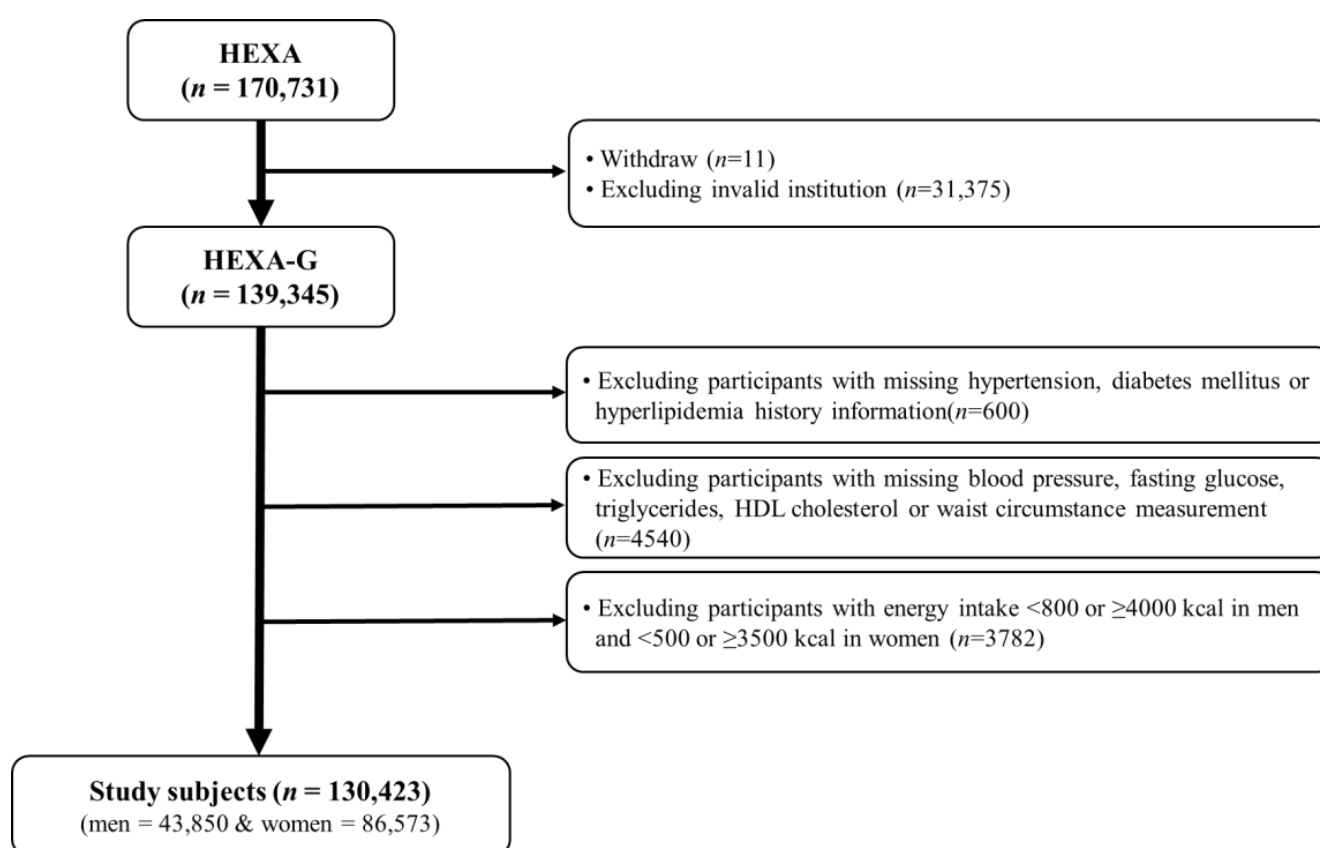 HEXA
(n = 170,731)
• Withdraw (n=11)
• Excluding invalid institution (n=31,375)
HEXA-G
(n = 139,345)
• Excluding participants with missing hypertension, diabetes mellitus or
hyperlipidemia history information(n=600)
• Excluding participants with missing blood pressure, fasting glucose,
triglycerides, HDL cholesterol or waist circumstance measurement
(n=4540)
• Excluding participants with energy intake <800 or ≥4000 kcal in men
and <500 or ≥3500 kcal in women (n=3782)
Study subjects (n = 130,423)
(men = 43,850 & women = 86,573)